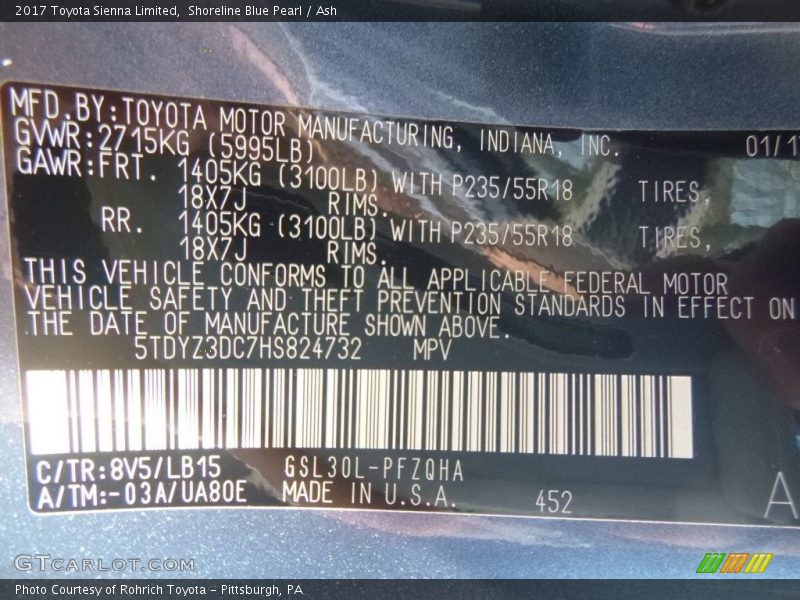 2017 Toyota Sienna Limited, Shoreline Blue Pearl / Ash
MFD.BY:TOYOTA MOTOR MANUFACTURING, INDIANA, INC. 01/1
GVWR:2715KG (5995LB)
GAWR:FRT. 1405KG (3100LB) WITH P235/55R18 TIRES,
18X7J RIMS.
RR. 1405KG (3100LB) WITH P235/55R18 TIRES,
18X7J RIMS.
THIS VEHICLE CONFORMS TO ALL APPLICABLE FEDERAL MOTOR
VEHICLE SAFETY AND THEFT PREVENTION STANDARDS IN EFFECT ON
THE DATE OF MANUFACTURE SHOWN ABOVE.
5TDYZ3DC7HS824732 MPV
C/TR:8V5/LB15 GSL30L-PFZQHA
A/TM:-03A/UA80E MADE IN U.S.A. 452 A
GTCARLOT.COM
Photo Courtesy of Rohrich Toyota - Pittsburgh, PA